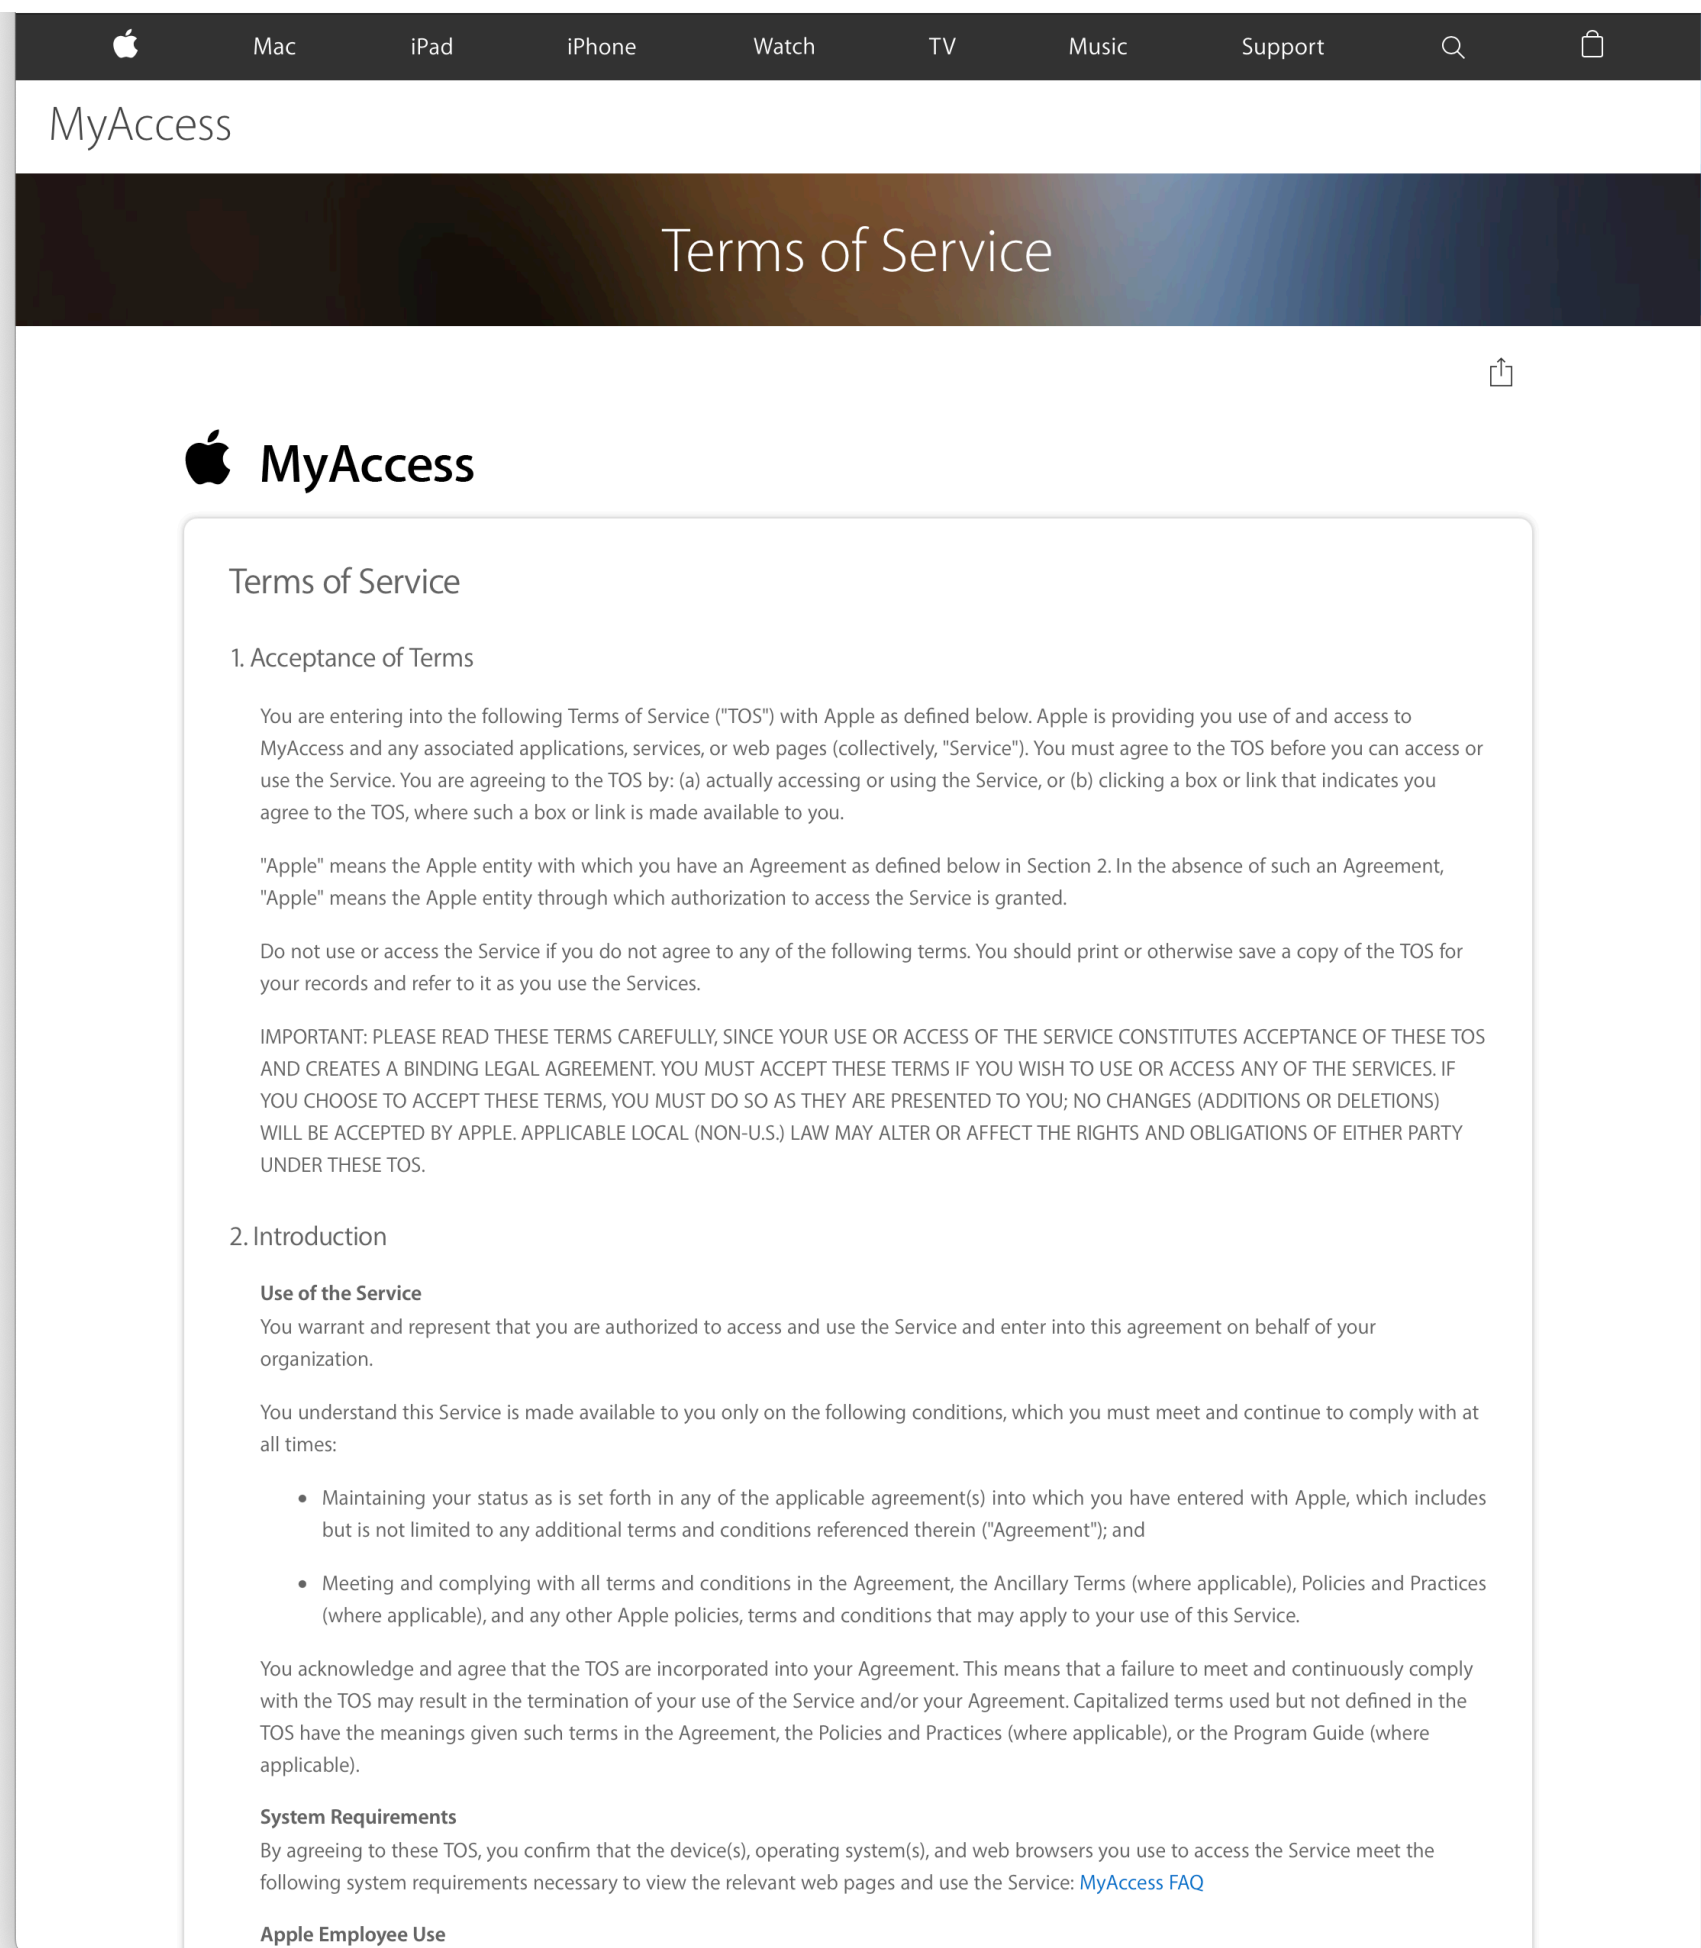 Mac iPad iPhone Watch TV Music Support
MyAccess
Terms of Service
MyAccess
Terms of Service
1. Acceptance of Terms
You are entering into the following Terms of Service ("TOS") with Apple as defined below. Apple is providing you use of and access to
MyAccess and any associated applications, services, or web pages (collectively, "Service"). You must agree to the TOS before you can access or
use the Service. You are agreeing to the TOS by: (a) actually accessing or using the Service, or (b) clicking a box or link that indicates you
agree to the TOS, where such a box or link is made available to you.
"Apple" means the Apple entity with which you have an Agreement as defined below in Section 2. In the absence of such an Agreement,
"Apple" means the Apple entity through which authorization to access the Service is granted.
Do not use or access the Service if you do not agree to any of the following terms. You should print or otherwise save a copy of the TOS for
your records and refer to it as you use the Services.
IMPORTANT: PLEASE READ THESE TERMS CAREFULLY, SINCE YOUR USE OR ACCESS OF THE SERVICE CONSTITUTES ACCEPTANCE OF THESE TOS
AND CREATES A BINDING LEGAL AGREEMENT. YOU MUST ACCEPT THESE TERMS IF YOU WISH TO USE OR ACCESS ANY OF THE SERVICES. IF
YOU CHOOSE TO ACCEPT THESE TERMS, YOU MUST DO SO AS THEY ARE PRESENTED TO YOU; NO CHANGES (ADDITIONS OR DELETIONS)
WILL BE ACCEPTED BY APPLE. APPLICABLE LOCAL (NON-U.S.) LAW MAY ALTER OR AFFECT THE RIGHTS AND OBLIGATIONS OF EITHER PARTY
UNDER THESE TOS.
2. Introduction
Use of the Service
You warrant and represent that you are authorized to access and use the Service and enter into this agreement on behalf of your
organization.
You understand this Service is made available to you only on the following conditions, which you must meet and continue to comply with at
all times:
• Maintaining your status as is set forth in any of the applicable agreement(s) into which you have entered with Apple, which includes
but is not limited to any additional terms and conditions referenced therein ("Agreement"); and
• Meeting and complying with all terms and conditions in the Agreement, the Ancillary Terms (where applicable), Policies and Practices
(where applicable), and any other Apple policies, terms and conditions that may apply to your use of this Service.
You acknowledge and agree that the TOS are incorporated into your Agreement. This means that a failure to meet and continuously comply
with the TOS may result in the termination of your use of the Service and/or your Agreement. Capitalized terms used but not defined in the
TOS have the meanings given such terms in the Agreement, the Policies and Practices (where applicable), or the Program Guide (where
applicable).
System Requirements
By agreeing to these TOS, you confirm that the device(s), operating system(s), and web browsers you use to access the Service meet the
following system requirements necessary to view the relevant web pages and use the Service: MyAccess FAQ
Apple Employee Use